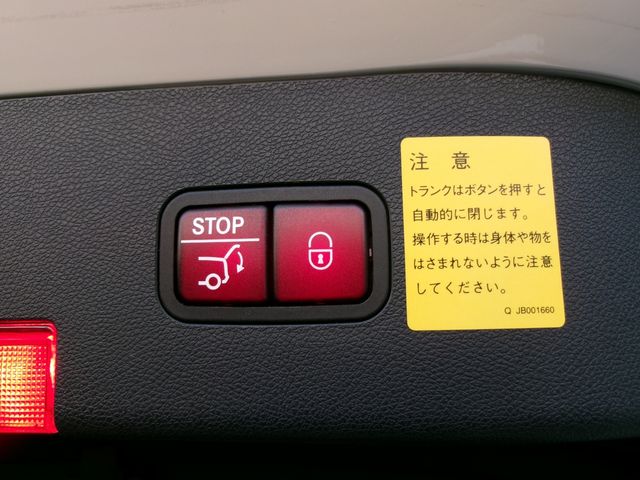 STOP
注 意
トランクはボタンを押すと
自動的に閉じます。
操作する時は身体や物を
はさまれないように注意
してください。
Q JB001660